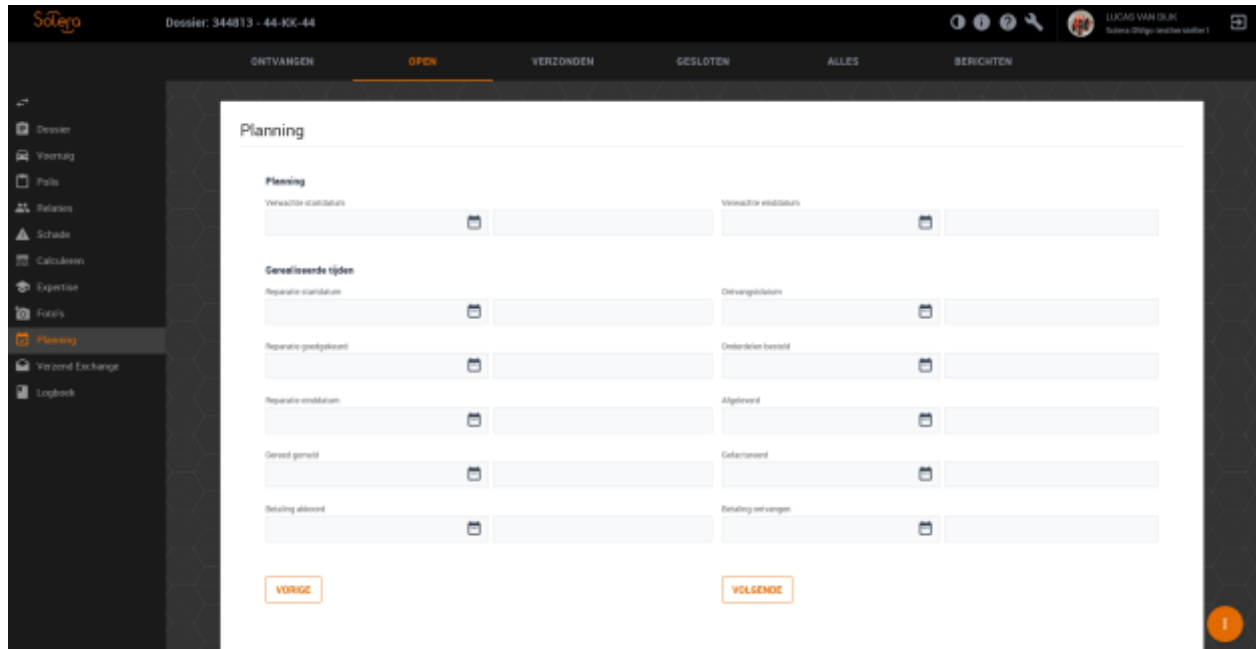 Solera
Dossier: 344813 - 44-KK-44
LUCAS VAN DIJK
ONTVANGEN OPEN VERZONDEN GESLOTEN ALLES BERICHTEN
Dossier
Voertuig
Polis
Relaties
Schade
Calculeren
Expertise
Foto's
Planning
Verzend Exchange
Logboek
Planning
Planning
Verwachte startdatum Verwachte einddatum
Gerealiseerde tijden
Reparatie startdatum Ontvangstdatum
Reparatie goedgekeurd Onderdelen besteld
Reparatie einddatum Afgeleverd
Gereed gemeld Gefactureerd
Betaling akkoord Betaling ontvangen
VORIGE VOLGENDE